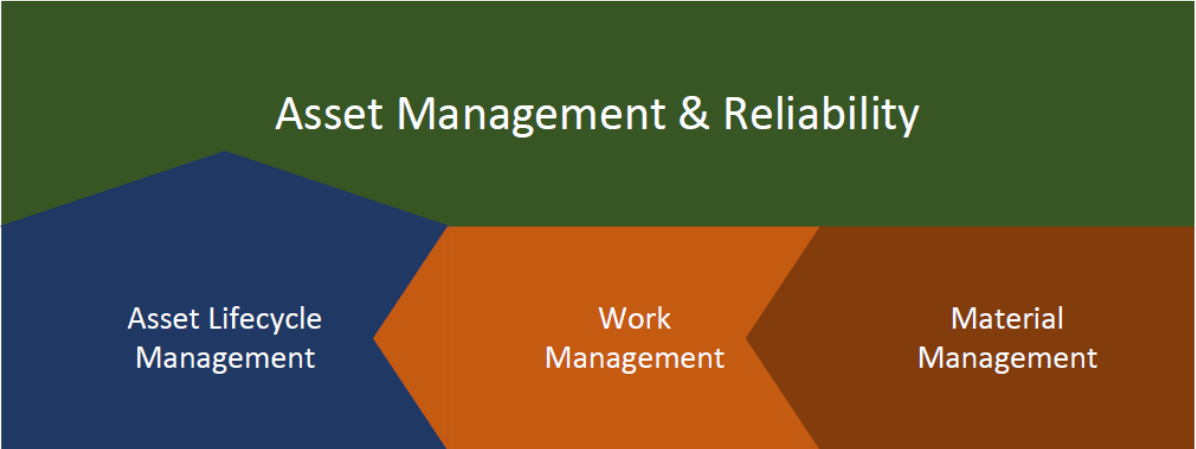 Asset Management & Reliability
Asset Lifecycle
Management
Work
Management
Material
Management